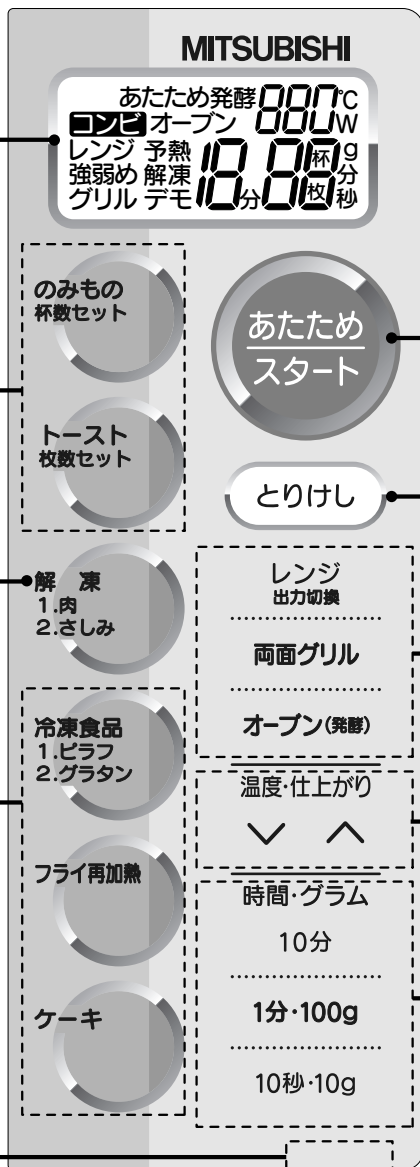 MITSUBISHI
あたため発酵 880℃
コンビ オーブン W
レンジ 予熱 18 88 杯 g
強弱め 解凍 分
グリル デモ 分 枚 秒
のみもの
杯数セット
あたため
スタート
トースト
枚数セット
とりけし
解 凍
1.肉
2.さしみ
レンジ
出力切換
両面グリル
オーブン(発酵)
冷凍食品
1.ピラフ
2.グラタン
温度・仕上がり
フライ再加熱
時間・グラム
10分
ケーキ
1分・100g
10秒・10g